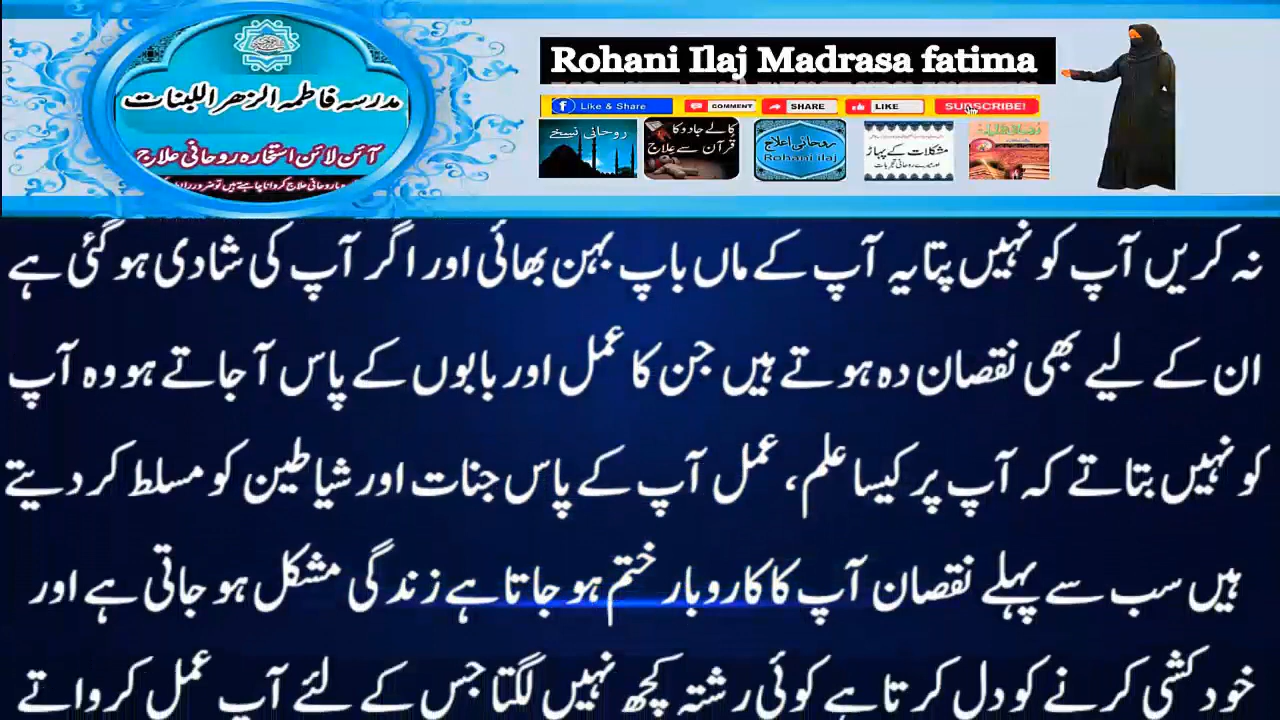 مدرسہ فاطمہ الزھرا للبنات
آن لائن استخارہ روحانی علاج
Rohani Ilaj Madrasa fatima
Like & Share
COMMENT
SHARE
LIKE
SUBSCRIBE!
روحانی نسخے
کالے جادو کا
قرآن سے علاج
روحانی علاج
Rohani ilaj
مشکلات کے پہاڑ
نہ کریں آپ کو نہیں پتا یہ آپ کے ماں باپ بہن بھائی اور اگر آپ کی شادی ہو گئی ہے
ان کے لیے بھی نقصان دہ ہوتے ہیں جن کا عمل اور بابوں کے پاس آ جاتے ہو وہ آپ
کو نہیں بتاتے کہ آپ پر کیسا علم، عمل آپ کے پاس جنات اور شیاطین کو مسلط کر دیتے
ہیں سب سے پہلے نقصان آپ کا کاروبار ختم ہو جاتا ہے زندگی مشکل ہو جاتی ہے اور
خودکشی کرنے کو دل کرتا ہے کوئی رشتہ کچھ نہیں لگتا جس کے لئے آپ عمل کرواتے